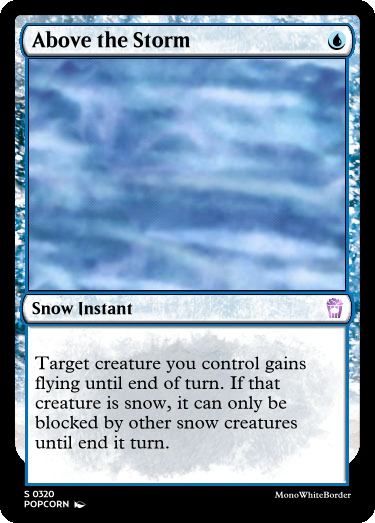 Above the Storm
Snow Instant
Target creature you control gains
flying until end of turn. If that
creature is snow, it can only be
blocked by other snow creatures
until end it turn.
S 0320
POPCORN
MonoWhiteBorder